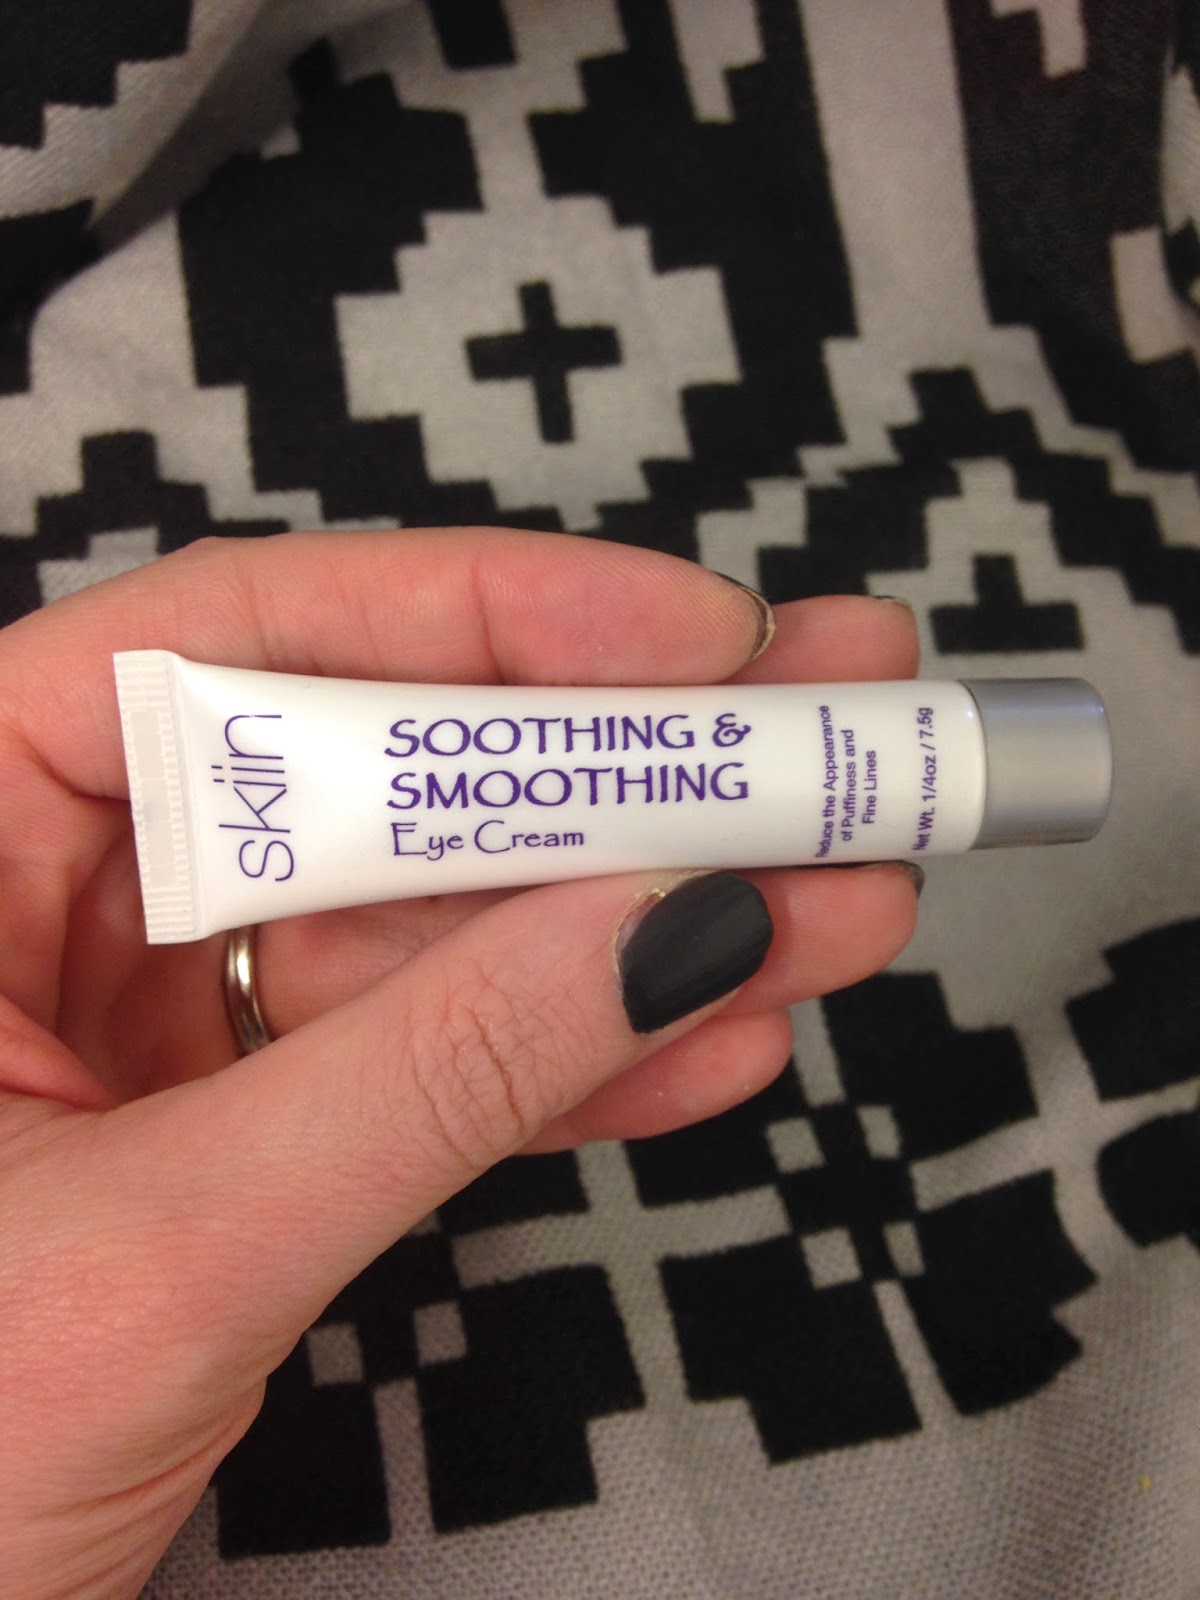 skiin
SOOTHING &
SMOOTHING
Eye Cream
Reduce the Appearance
of Puffiness and
Fine Lines
Net Wt. 1/4oz / 7.5g